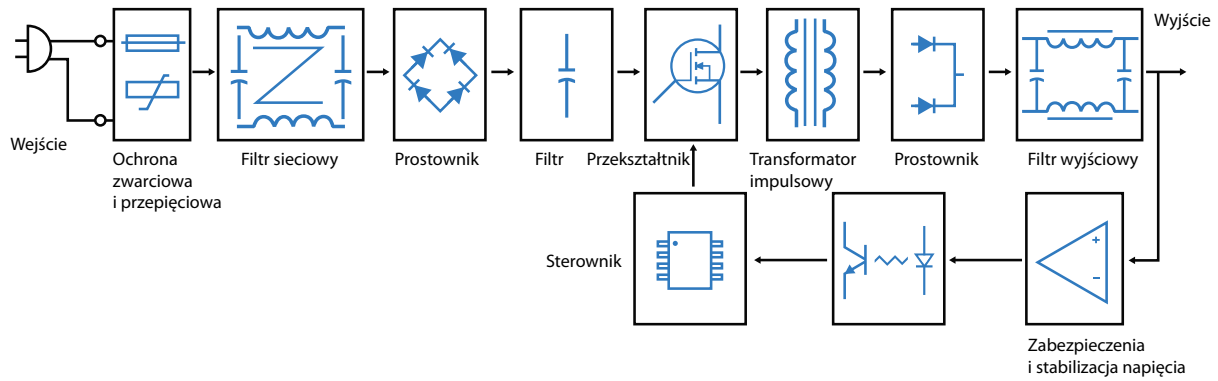 Wyjście
Wejście
Ochrona
zwarciowa
i przepięciowa
Filtr sieciowy
Prostownik
Filtr
Przekształtnik
Transformator
impulsowy
Prostownik
Filtr wyjściowy
Sterownik
+
−
Zabezpieczenia
i stabilizacja napięcia